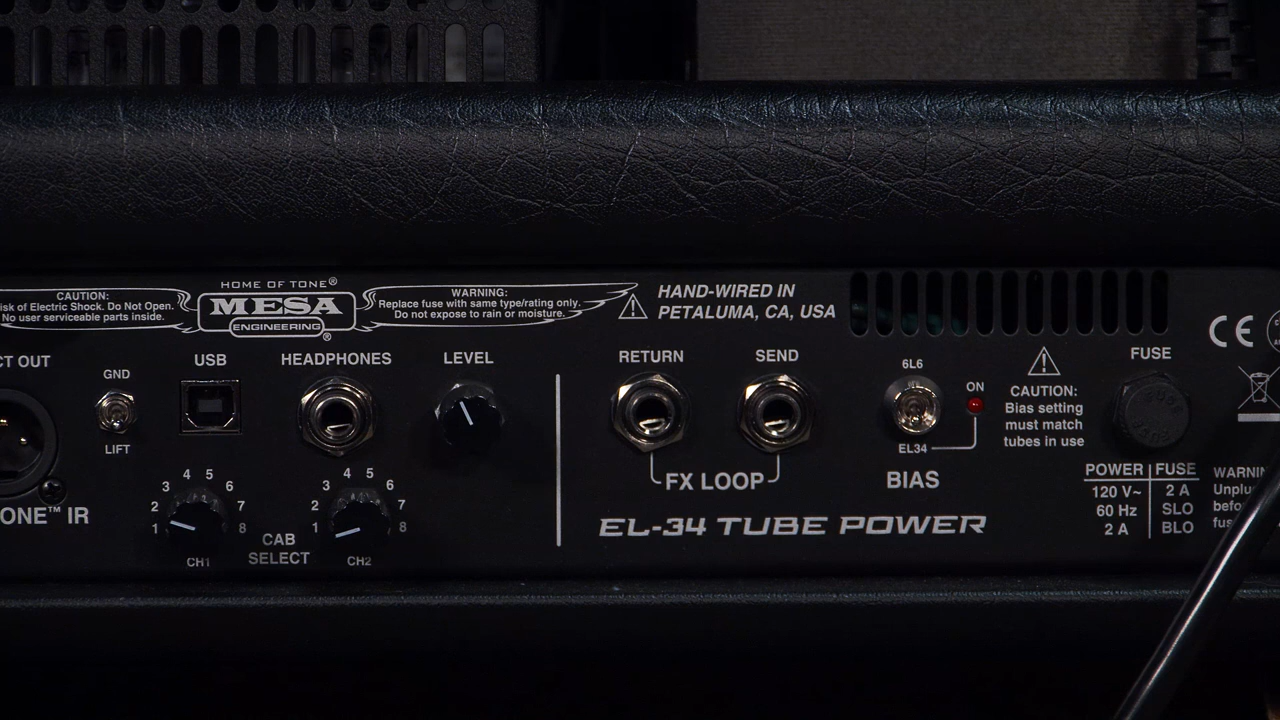 HOME OF TONE®
MESA
ENGINEERING®
CAUTION:
isk of Electric Shock. Do Not Open.
No user serviceable parts inside.
WARNING:
Replace fuse with same type/rating only.
Do not expose to rain or moisture.
HAND-WIRED IN
PETALUMA, CA, USA
CE
CT OUT
GND
LIFT
USB
HEADPHONES
LEVEL
RETURN
SEND
FX LOOP
6L6
EL34
ON
BIAS
CAUTION:
Bias setting
must match
tubes in use
FUSE
ONE™ IR
1 2 3 4 5 6 7 8
CH1
CAB
SELECT
1 2 3 4 5 6 7 8
CH2
EL-34 TUBE POWER
POWER FUSE
120 V~ 2 A
60 Hz SLO
2 A BLO
WARNIN
Unplu
befo
fus